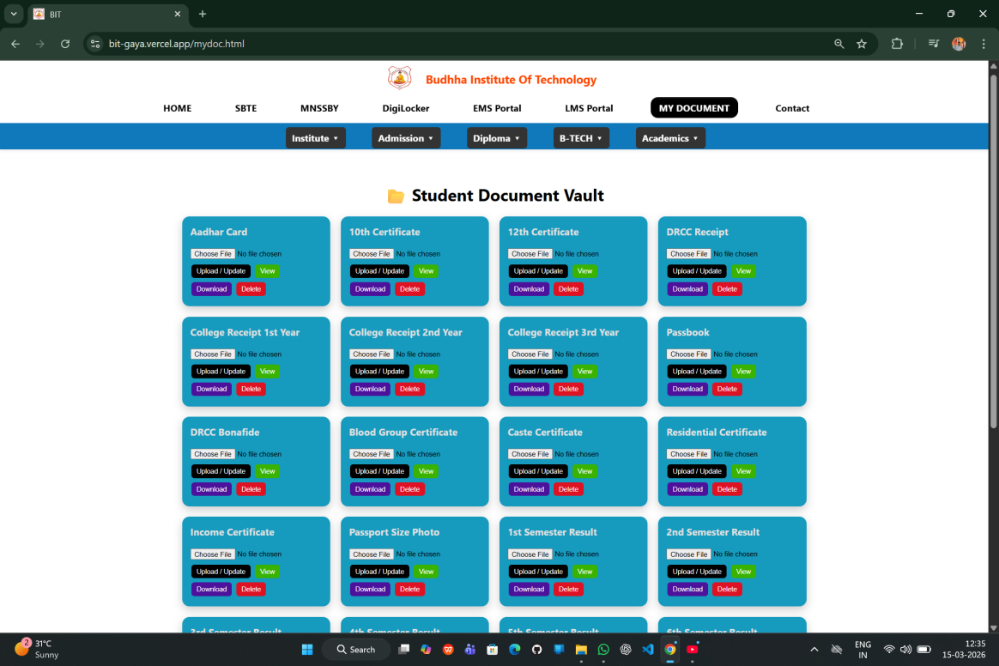 BIT
bit-gaya.vercel.app/mydoc.html
Budhha Institute Of Technology
HOME SBTE MNSSBY DigiLocker EMS Portal LMS Portal MY DOCUMENT Contact
Institute ▼ Admission ▼ Diploma ▼ B-TECH ▼ Academics ▼
Student Document Vault
Aadhar Card
Choose File No file chosen
Upload / Update View
Download Delete
10th Certificate
Choose File No file chosen
Upload / Update View
Download Delete
12th Certificate
Choose File No file chosen
Upload / Update View
Download Delete
DRCC Receipt
Choose File No file chosen
Upload / Update View
Download Delete
College Receipt 1st Year
Choose File No file chosen
Upload / Update View
Download Delete
College Receipt 2nd Year
Choose File No file chosen
Upload / Update View
Download Delete
College Receipt 3rd Year
Choose File No file chosen
Upload / Update View
Download Delete
Passbook
Choose File No file chosen
Upload / Update View
Download Delete
DRCC Bonafide
Choose File No file chosen
Upload / Update View
Download Delete
Blood Group Certificate
Choose File No file chosen
Upload / Update View
Download Delete
Caste Certificate
Choose File No file chosen
Upload / Update View
Download Delete
Residential Certificate
Choose File No file chosen
Upload / Update View
Download Delete
Income Certificate
Choose File No file chosen
Upload / Update View
Download Delete
Passport Size Photo
Choose File No file chosen
Upload / Update View
Download Delete
1st Semester Result
Choose File No file chosen
Upload / Update View
Download Delete
2nd Semester Result
Choose File No file chosen
Upload / Update View
Download Delete
3rd Semester Result
4th Semester Result
5th Semester Result
6th Semester Result
2
31°C
Sunny
Search
ENG
IN
12:35
15-03-2026